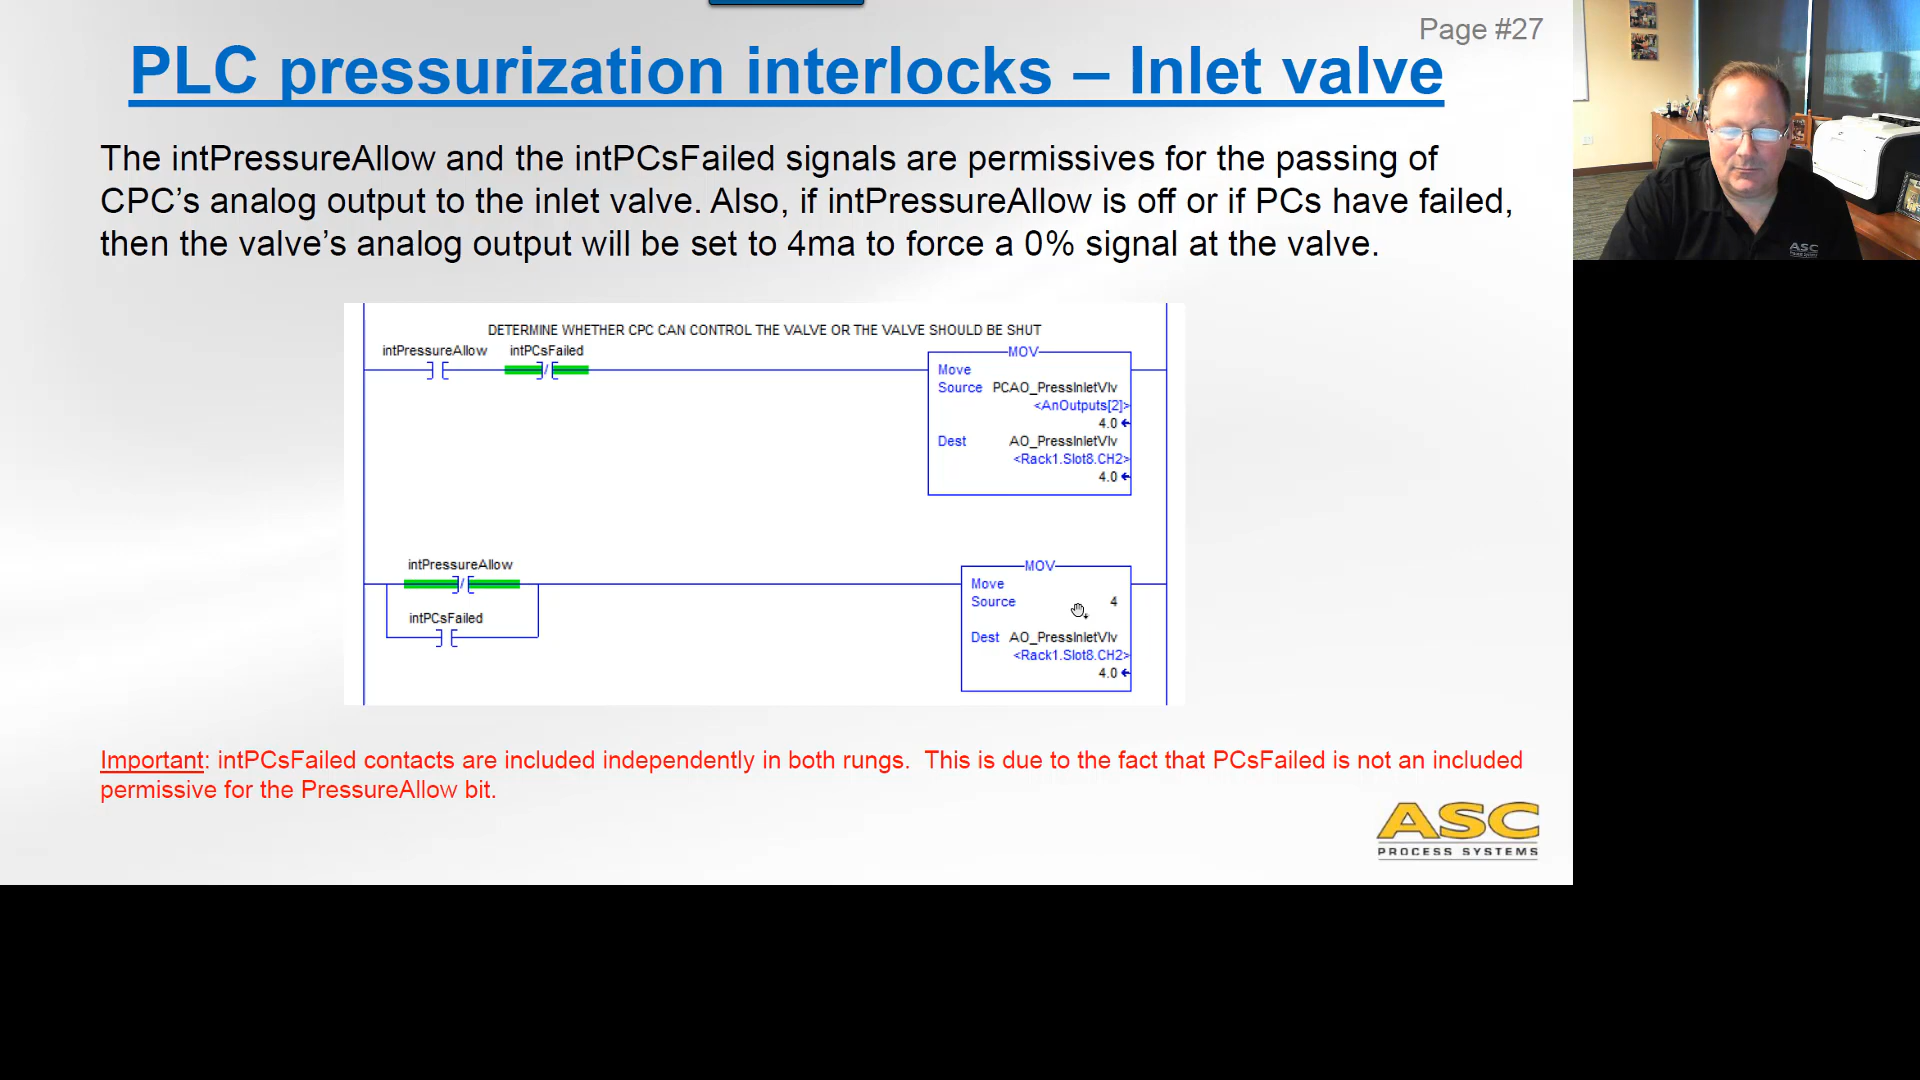 Page #27
PLC pressurization interlocks – Inlet valve
The intPressureAllow and the intPCsFailed signals are permissives for the passing of
CPC’s analog output to the inlet valve. Also, if intPressureAllow is off or if PCs have failed,
then the valve’s analog output will be set to 4ma to force a 0% signal at the valve.
DETERMINE WHETHER CPC CAN CONTROL THE VALVE OR THE VALVE SHOULD BE SHUT
intPressureAllow intPCsFailed
MOV
Move
Source PCAO_PressInletVlv
<AnOutputs[2]>
4.0
Dest AO_PressInletVlv
<Rack1.Slot8.CH2>
4.0
intPressureAllow
MOV
Move
Source 4
intPCsFailed
Dest AO_PressInletVlv
<Rack1.Slot8.CH2>
4.0
Important: intPCsFailed contacts are included independently in both rungs. This is due to the fact that PCsFailed is not an included
permissive for the PressureAllow bit.
ASC
PROCESS SYSTEMS
ASC